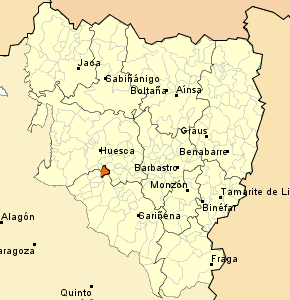 Jaca
Sabiñánigo
Boltaña
Aínsa
Graus
Huesca
Benabarre
Barbastro
Monzón
Tamarite de Li
Binéfar
Sariñena
Alagón
aragoza
Fraga
Quinto